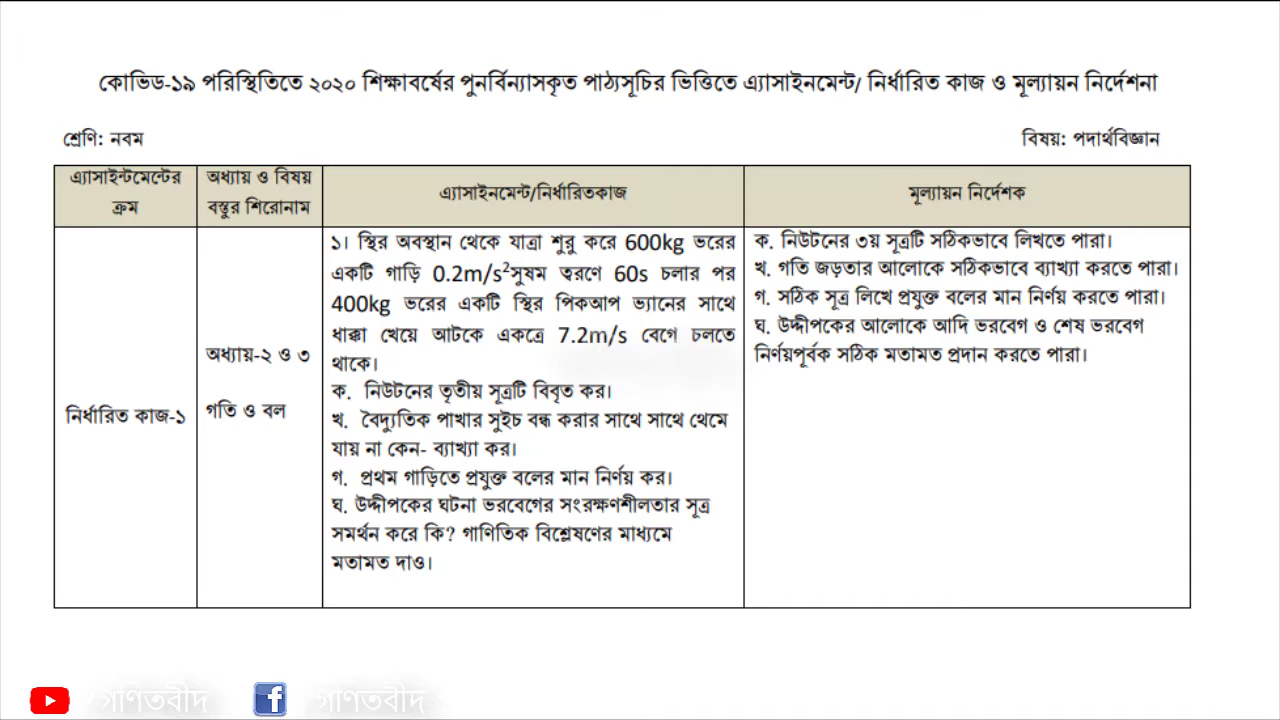 কোভিড-১৯ পরিস্থিতিতে ২০২০ শিক্ষাবর্ষের পুনর্বিন্যাসকৃত পাঠ্যসূচির ভিত্তিতে এ্যাসাইনমেন্ট/ নির্ধারিত কাজ ও মূল্যায়ন নির্দেশনা
শ্রেণি: নবম
বিষয়: পদার্থবিজ্ঞান
এ্যাসাইন্টমেন্টের
ক্রম
অধ্যায় ও বিষয়
বস্তুর শিরোনাম
এ্যাসাইনমেন্ট/নির্ধারিতকাজ
মূল্যায়ন নির্দেশক
নির্ধারিত কাজ-১
অধ্যায়-২ ও ৩
গতি ও বল
১। স্থির অবস্থান থেকে যাত্রা শুরু করে 600kg ভরের
একটি গাড়ি 0.2m/s²সুষম ত্বরণে 60s চলার পর
400kg ভরের একটি স্থির পিকআপ ভ্যানের সাথে
ধাক্কা খেয়ে আটকে একত্রে 7.2m/s বেগে চলতে
থাকে।
ক. নিউটনের তৃতীয় সূত্রটি বিবৃত কর।
খ. বৈদ্যুতিক পাখার সুইচ বন্ধ করার সাথে সাথে থেমে
যায় না কেন- ব্যাখ্যা কর।
গ. প্রথম গাড়িতে প্রযুক্ত বলের মান নির্ণয় কর।
ঘ. উদ্দীপকের ঘটনা ভরবেগের সংরক্ষণশীলতার সূত্র
সমর্থন করে কি? গাণিতিক বিশ্লেষণের মাধ্যমে
মতামত দাও।
ক. নিউটনের ৩য় সূত্রটি সঠিকভাবে লিখতে পারা।
খ. গতি জড়তার আলোকে সঠিকভাবে ব্যাখ্যা করতে পারা।
গ. সঠিক সূত্র লিখে প্রযুক্ত বলের মান নির্ণয় করতে পারা।
ঘ. উদ্দীপকের আলোকে আদি ভরবেগ ও শেষ ভরবেগ
নির্ণয়পূর্বক সঠিক মতামত প্রদান করতে পারা।
গণিতবীদ
গণিতবীদ